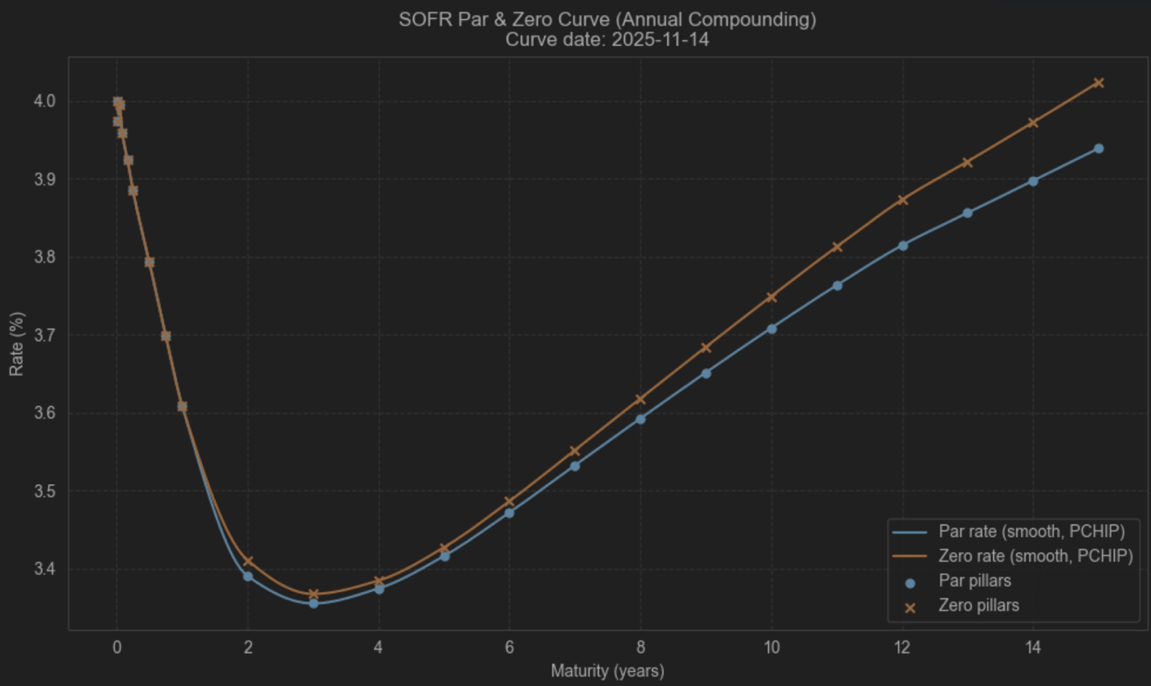 SOFR Par & Zero Curve (Annual Compounding)
Curve date: 2025-11-14
Rate (%)
4.0
3.9
3.8
3.7
3.6
3.5
3.4
Par rate (smooth, PCHIP)
Zero rate (smooth, PCHIP)
Par pillars
Zero pillars
0 2 4 6 8 10 12 14
Maturity (years)